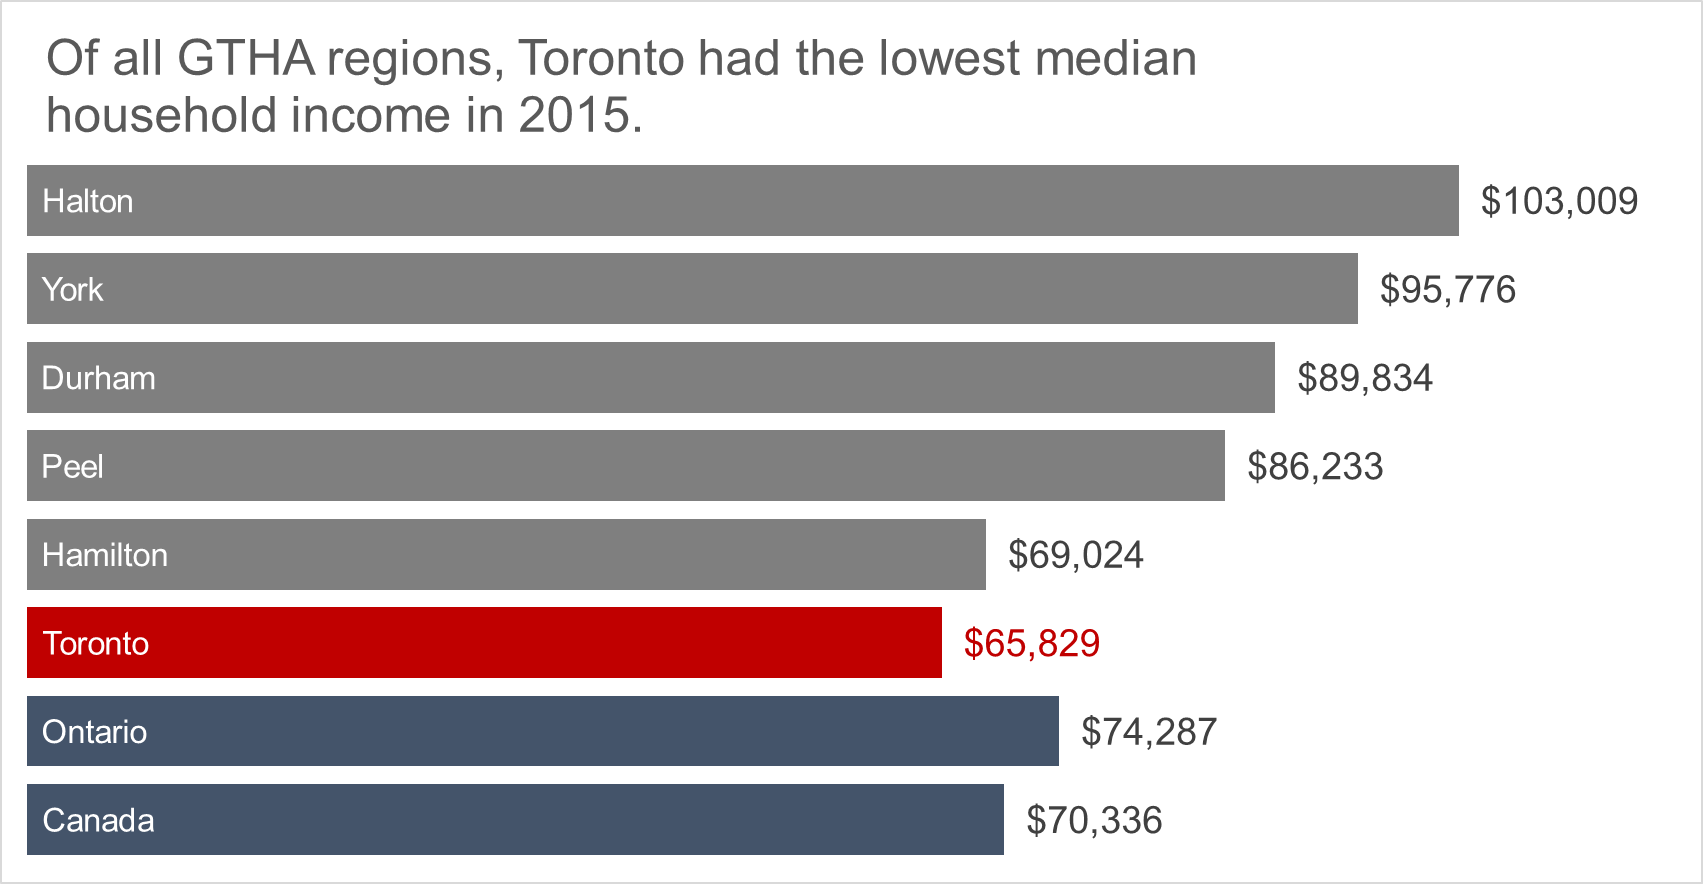 Of all GTHA regions, Toronto had the lowest median
household income in 2015.
Halton $103,009
York $95,776
Durham $89,834
Peel $86,233
Hamilton $69,024
Toronto $65,829
Ontario $74,287
Canada $70,336